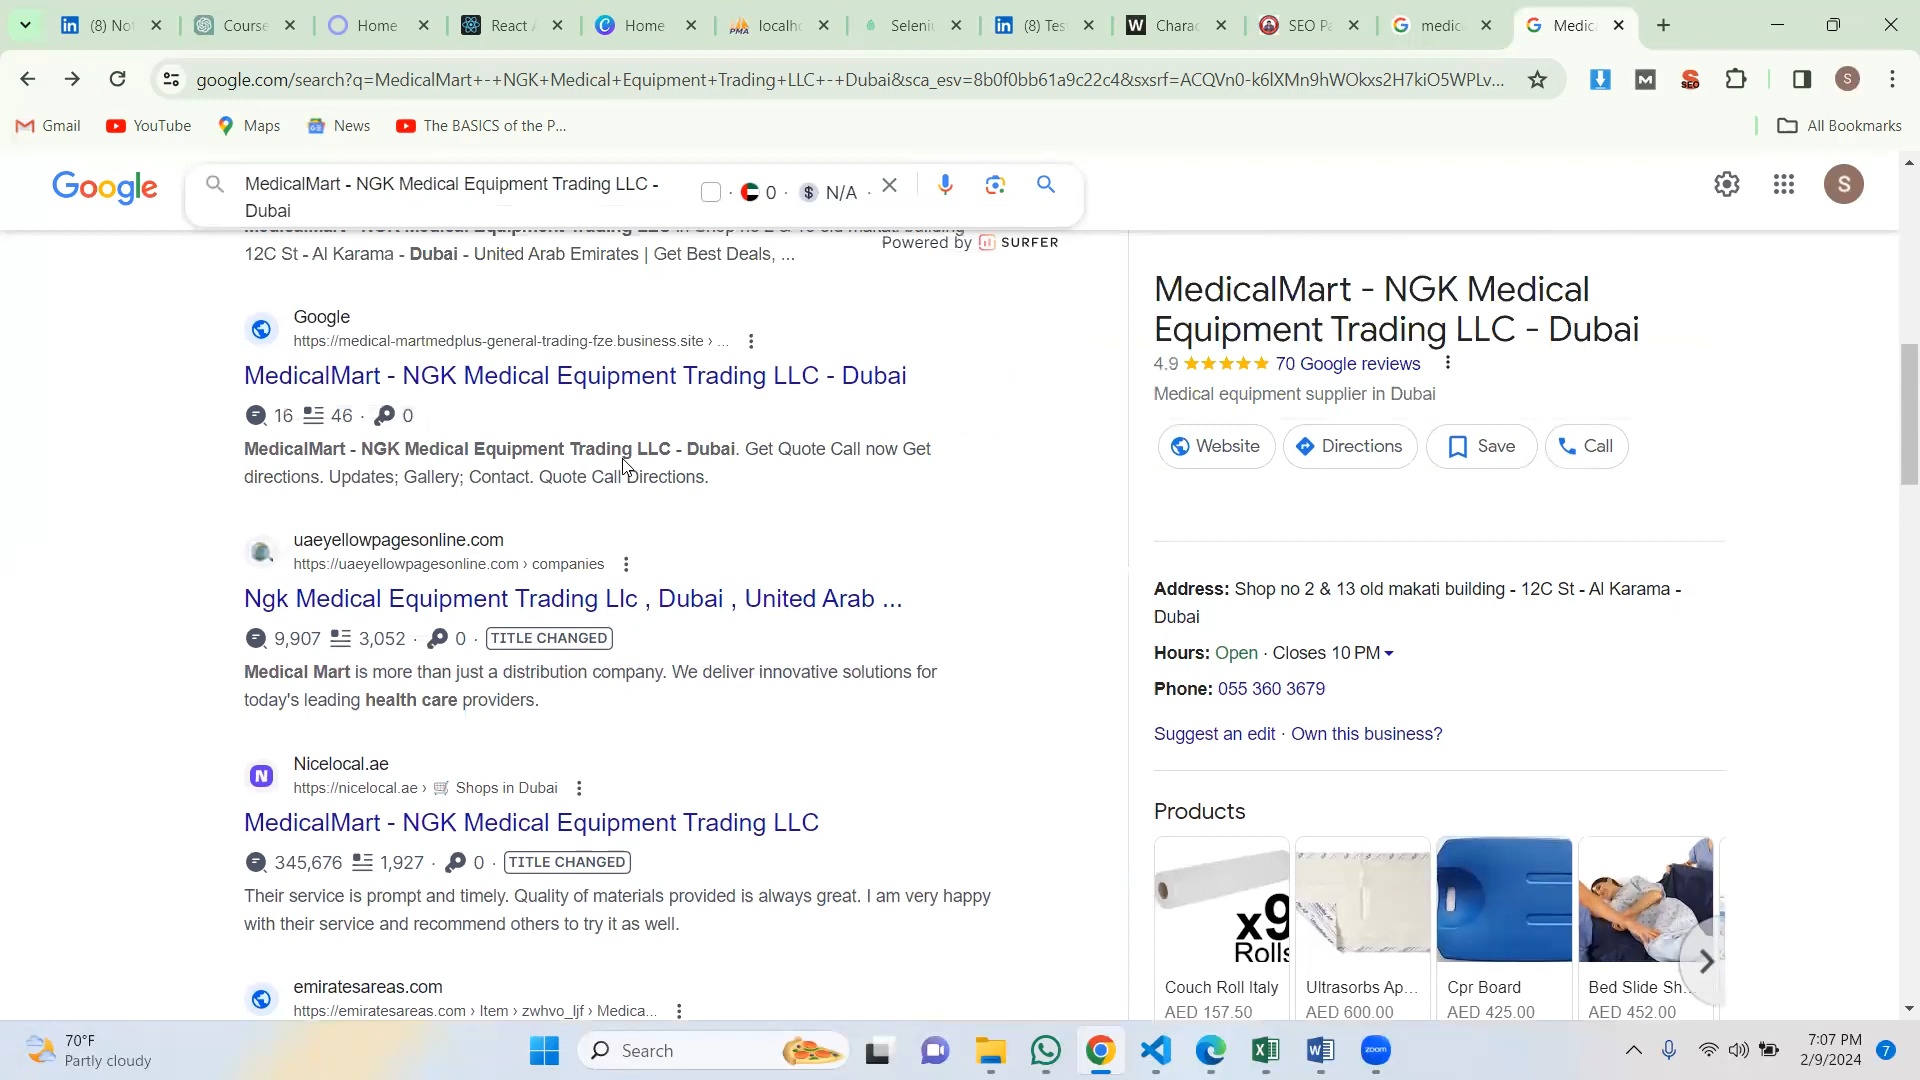 (8) Not
Course
Home
React A
Home
localh
Seleni
(8) Tes
Charac
SEO Pa
medic
Medic
google.com/search?q=MedicalMart+-+NGK+Medical+Equipment+Trading+LLC+-+Dubai&sca_esv=8b0f0bb61a9c22c4&sxsrf=ACQVn0-k6lXMn9hWOkxs2H7kiO5WPLv...
Gmail
YouTube
Maps
News
The BASICS of the P...
All Bookmarks
Google
MedicalMart - NGK Medical Equipment Trading LLC -
Dubai
0 · $ N/A ·
S
Powered by SURFER
12C St - Al Karama - Dubai - United Arab Emirates | Get Best Deals, ...
Google
https://medical-martmedplus-general-trading-fze.business.site › ...
MedicalMart - NGK Medical Equipment Trading LLC - Dubai
16 46 · 0
MedicalMart - NGK Medical Equipment Trading LLC - Dubai. Get Quote Call now Get
directions. Updates; Gallery; Contact. Quote Call Directions.
uaeyellowpagesonline.com
https://uaeyellowpagesonline.com › companies
Ngk Medical Equipment Trading Llc , Dubai , United Arab ...
9,907 3,052 · 0 · TITLE CHANGED
Medical Mart is more than just a distribution company. We deliver innovative solutions for
today's leading health care providers.
N
Nicelocal.ae
https://nicelocal.ae › 🛒 Shops in Dubai
MedicalMart - NGK Medical Equipment Trading LLC
345,676 1,927 · 0 · TITLE CHANGED
Their service is prompt and timely. Quality of materials provided is always great. I am very happy
with their service and recommend others to try it as well.
emiratesareas.com
https://emiratesareas.com › Item › zwhvo_ljf › Medica...
MedicalMart - NGK Medical
Equipment Trading LLC - Dubai
4.9 70 Google reviews
Medical equipment supplier in Dubai
Website
Directions
Save
Call
Address: Shop no 2 & 13 old makati building - 12C St - Al Karama -
Dubai
Hours: Open · Closes 10 PM
Phone: 055 360 3679
Suggest an edit · Own this business?
Products
x9
Rolls
Couch Roll Italy
AED 157.50
Ultrasorbs Ap...
AED 600.00
Cpr Board
AED 425.00
Bed Slide Sh...
AED 452.00
70°F
Partly cloudy
Search
zoom
7:07 PM
2/9/2024
7